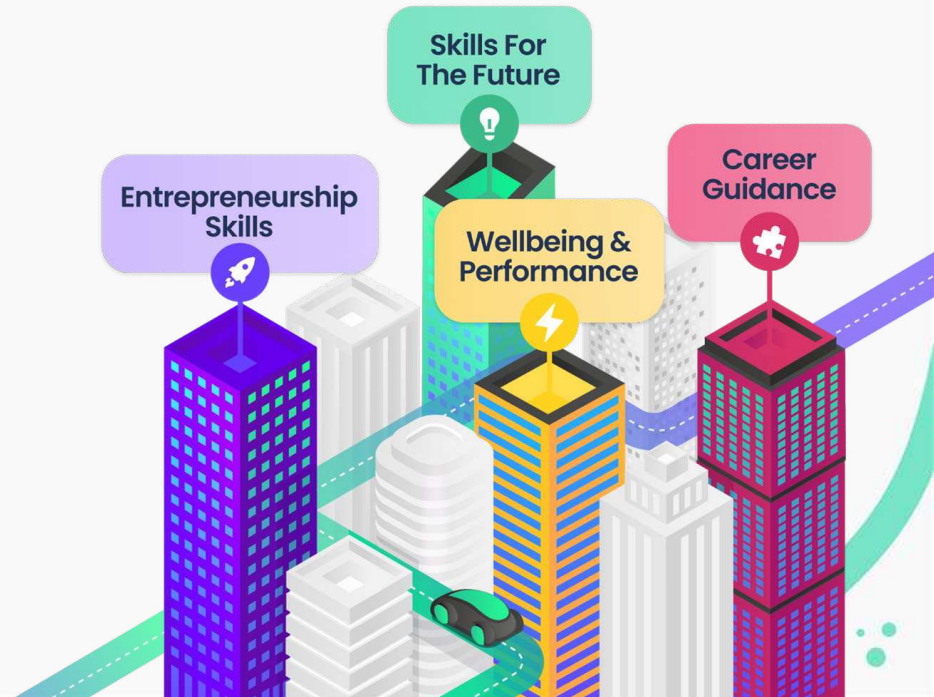 Skills For
The Future
Career
Guidance
Entrepreneurship
Skills
Wellbeing &
Performance